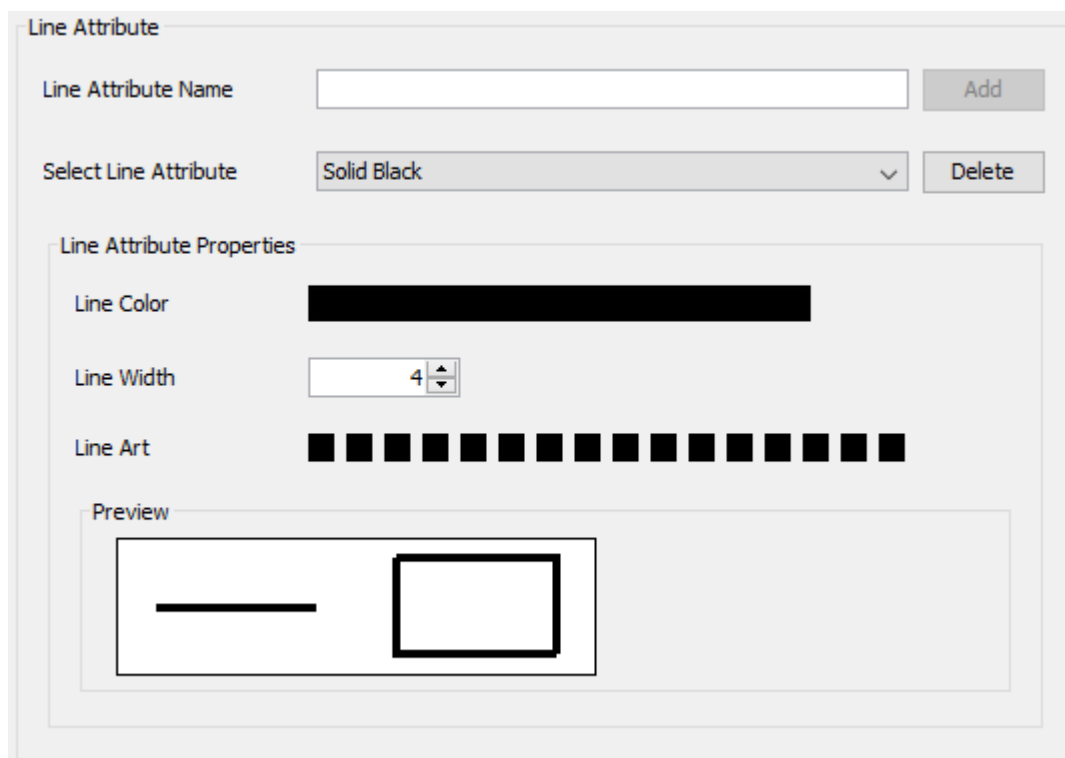 Line Attribute
Line Attribute Name
Add
Select Line Attribute
Solid Black
Delete
Line Attribute Properties
Line Color
Line Width
4
Line Art
Preview